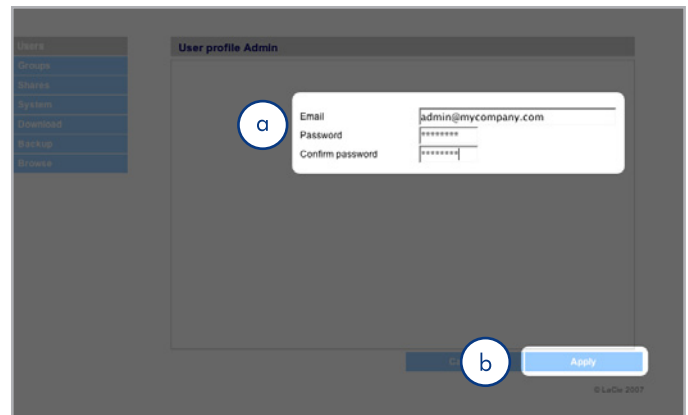 Users
Groups
Shares
System
Download
Backup
Browse
User profile Admin
a
Email admin@mycompany.com
Password ********
Confirm password ********
b Apply
© LaCie 2007